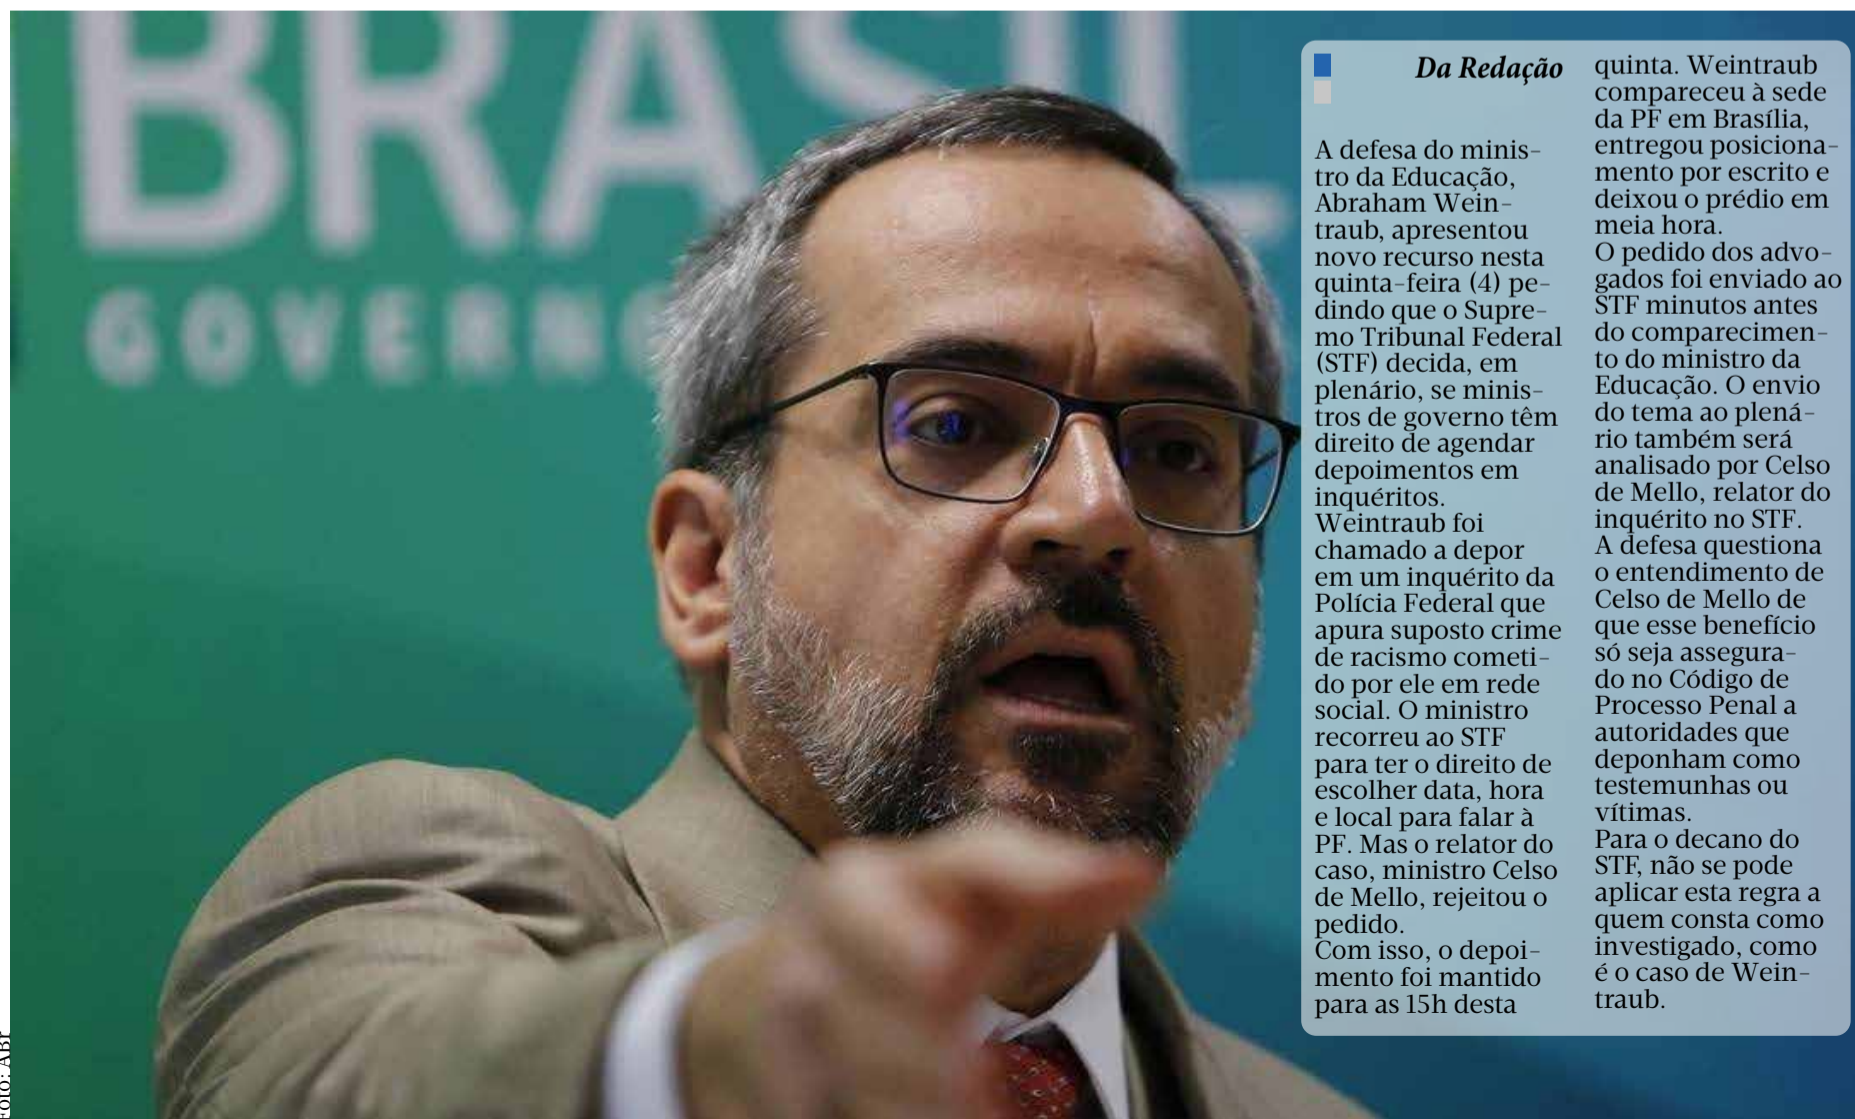 BRASIL
GOVERN
Da Redação
A defesa do minis-
tro da Educação,
Abraham Wein-
traub, apresentou
novo recurso nesta
quinta-feira (4) pe-
dindo que o Supre-
mo Tribunal Federal
(STF) decida, em
plenário, se minis-
tros de governo têm
direito de agendar
depoimentos em
inquéritos.
Weintraub foi
chamado a depor
em um inquérito da
Polícia Federal que
apura suposto crime
de racismo cometi-
do por ele em rede
social. O ministro
recorreu ao STF
para ter o direito de
escolher data, hora
e local para falar à
PF. Mas o relator do
caso, ministro Celso
de Mello, rejeitou o
pedido.
Com isso, o depoi-
mento foi mantido
para as 15h desta
quinta. Weintraub
compareceu à sede
da PF em Brasília,
entregou posiciona-
mento por escrito e
deixou o prédio em
meia hora.
O pedido dos advo-
gados foi enviado ao
STF minutos antes
do comparecimen-
to do ministro da
Educação. O envio
do tema ao plená-
rio também será
analisado por Celso
de Mello, relator do
inquérito no STF.
A defesa questiona
o entendimento de
Celso de Mello de
que esse benefício
só seja assegura-
do no Código de
Processo Penal a
autoridades que
deponham como
testemunhas ou
vítimas.
Para o decano do
STF, não se pode
aplicar esta regra a
quem consta como
investigado, como
é o caso de Wein-
traub.
Foto: ABr